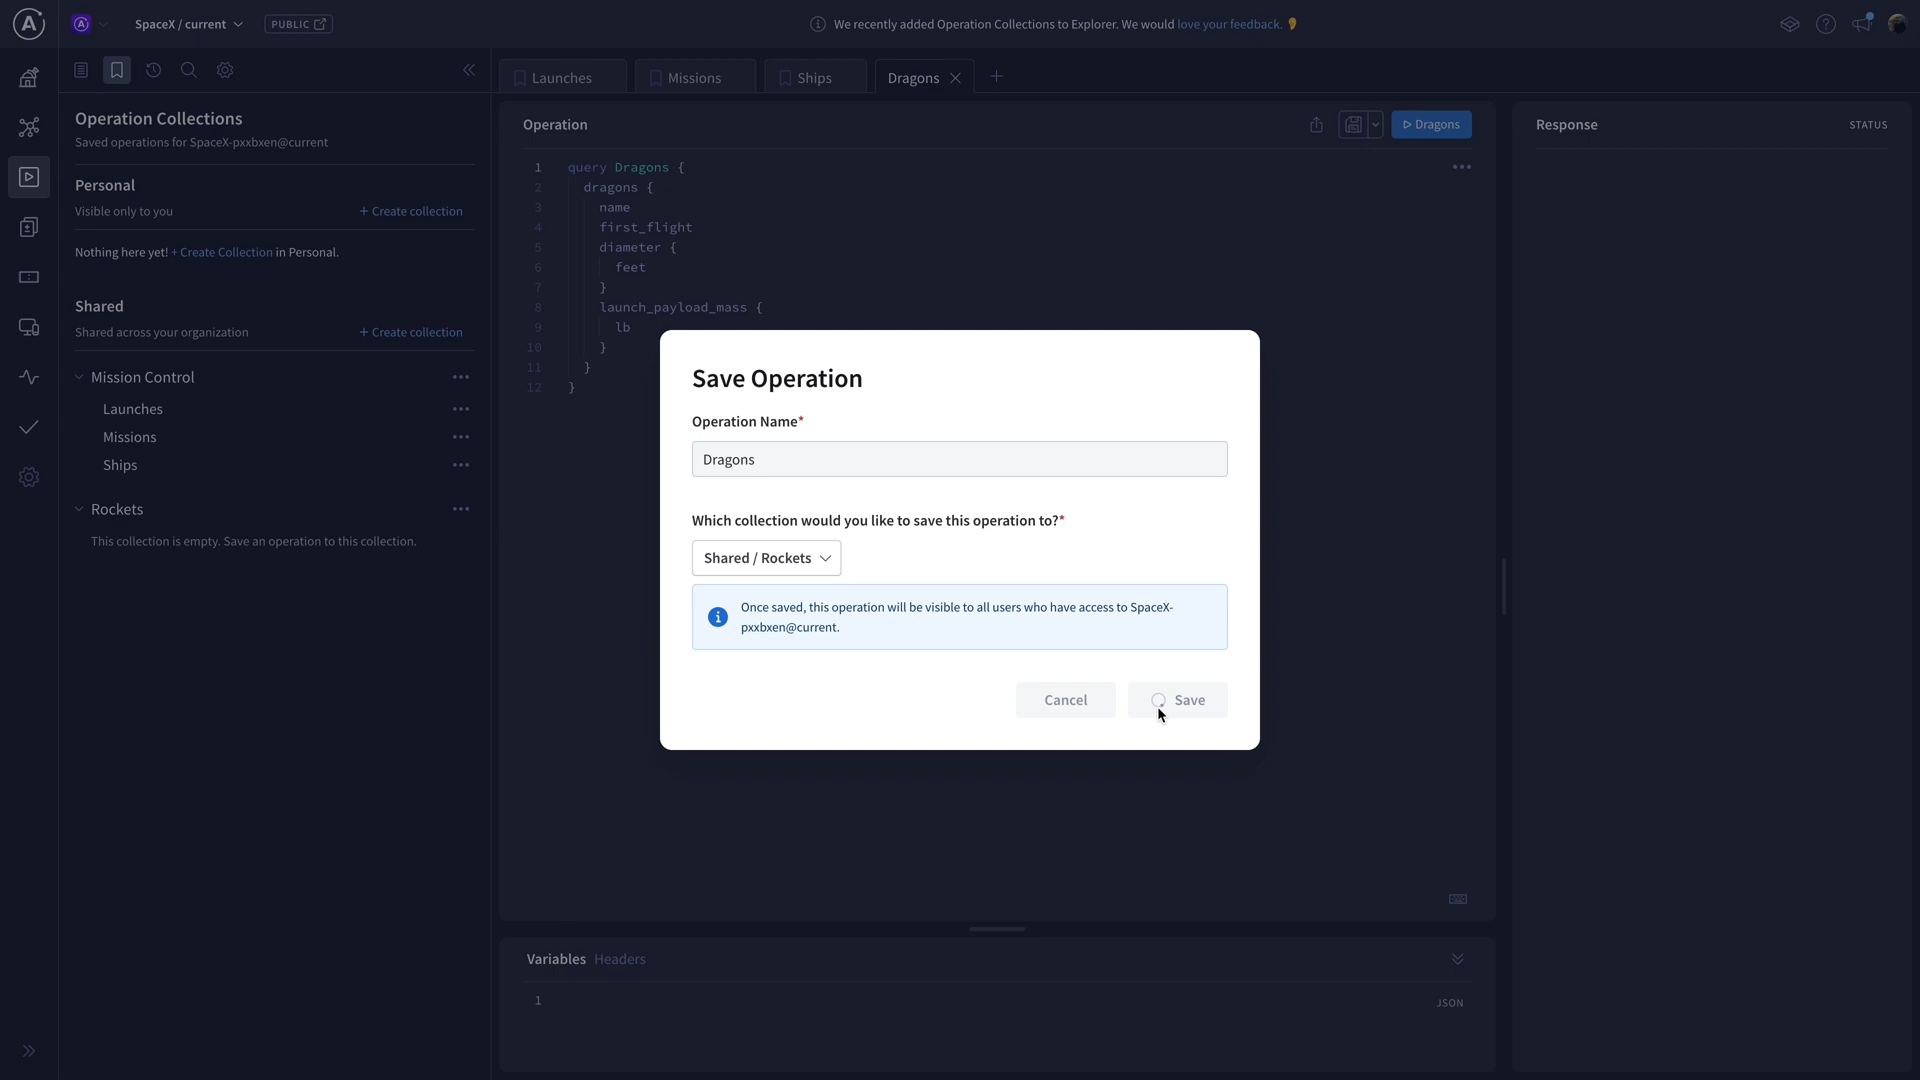 SpaceX / current
PUBLIC
We recently added Operation Collections to Explorer. We would love your feedback.
Operation Collections
Saved operations for SpaceX-pxxbxen@current
Personal
Visible only to you
+ Create collection
Nothing here yet! + Create Collection in Personal.
Shared
Shared across your organization
+ Create collection
Mission Control
Launches
Missions
Ships
Rockets
This collection is empty. Save an operation to this collection.
Launches
Missions
Ships
Dragons
Operation
Dragons
1 query Dragons {
2 dragons {
3 name
4 first_flight
5 diameter {
6 feet
7 }
8 launch_payload_mass {
9 lb
10 }
11 }
12 }
Save Operation
Operation Name*
Dragons
Which collection would you like to save this operation to?*
Shared / Rockets
Once saved, this operation will be visible to all users who have access to SpaceX-
pxxbxen@current.
Cancel
Save
Variables
Headers
1
JSON
Response
STATUS